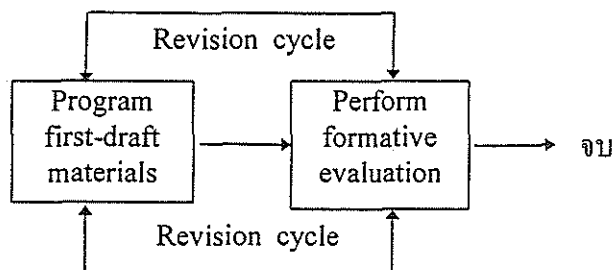 Revision cycle
Program
first-draft
materials
Perform
formative
evaluation
จบ
Revision cycle